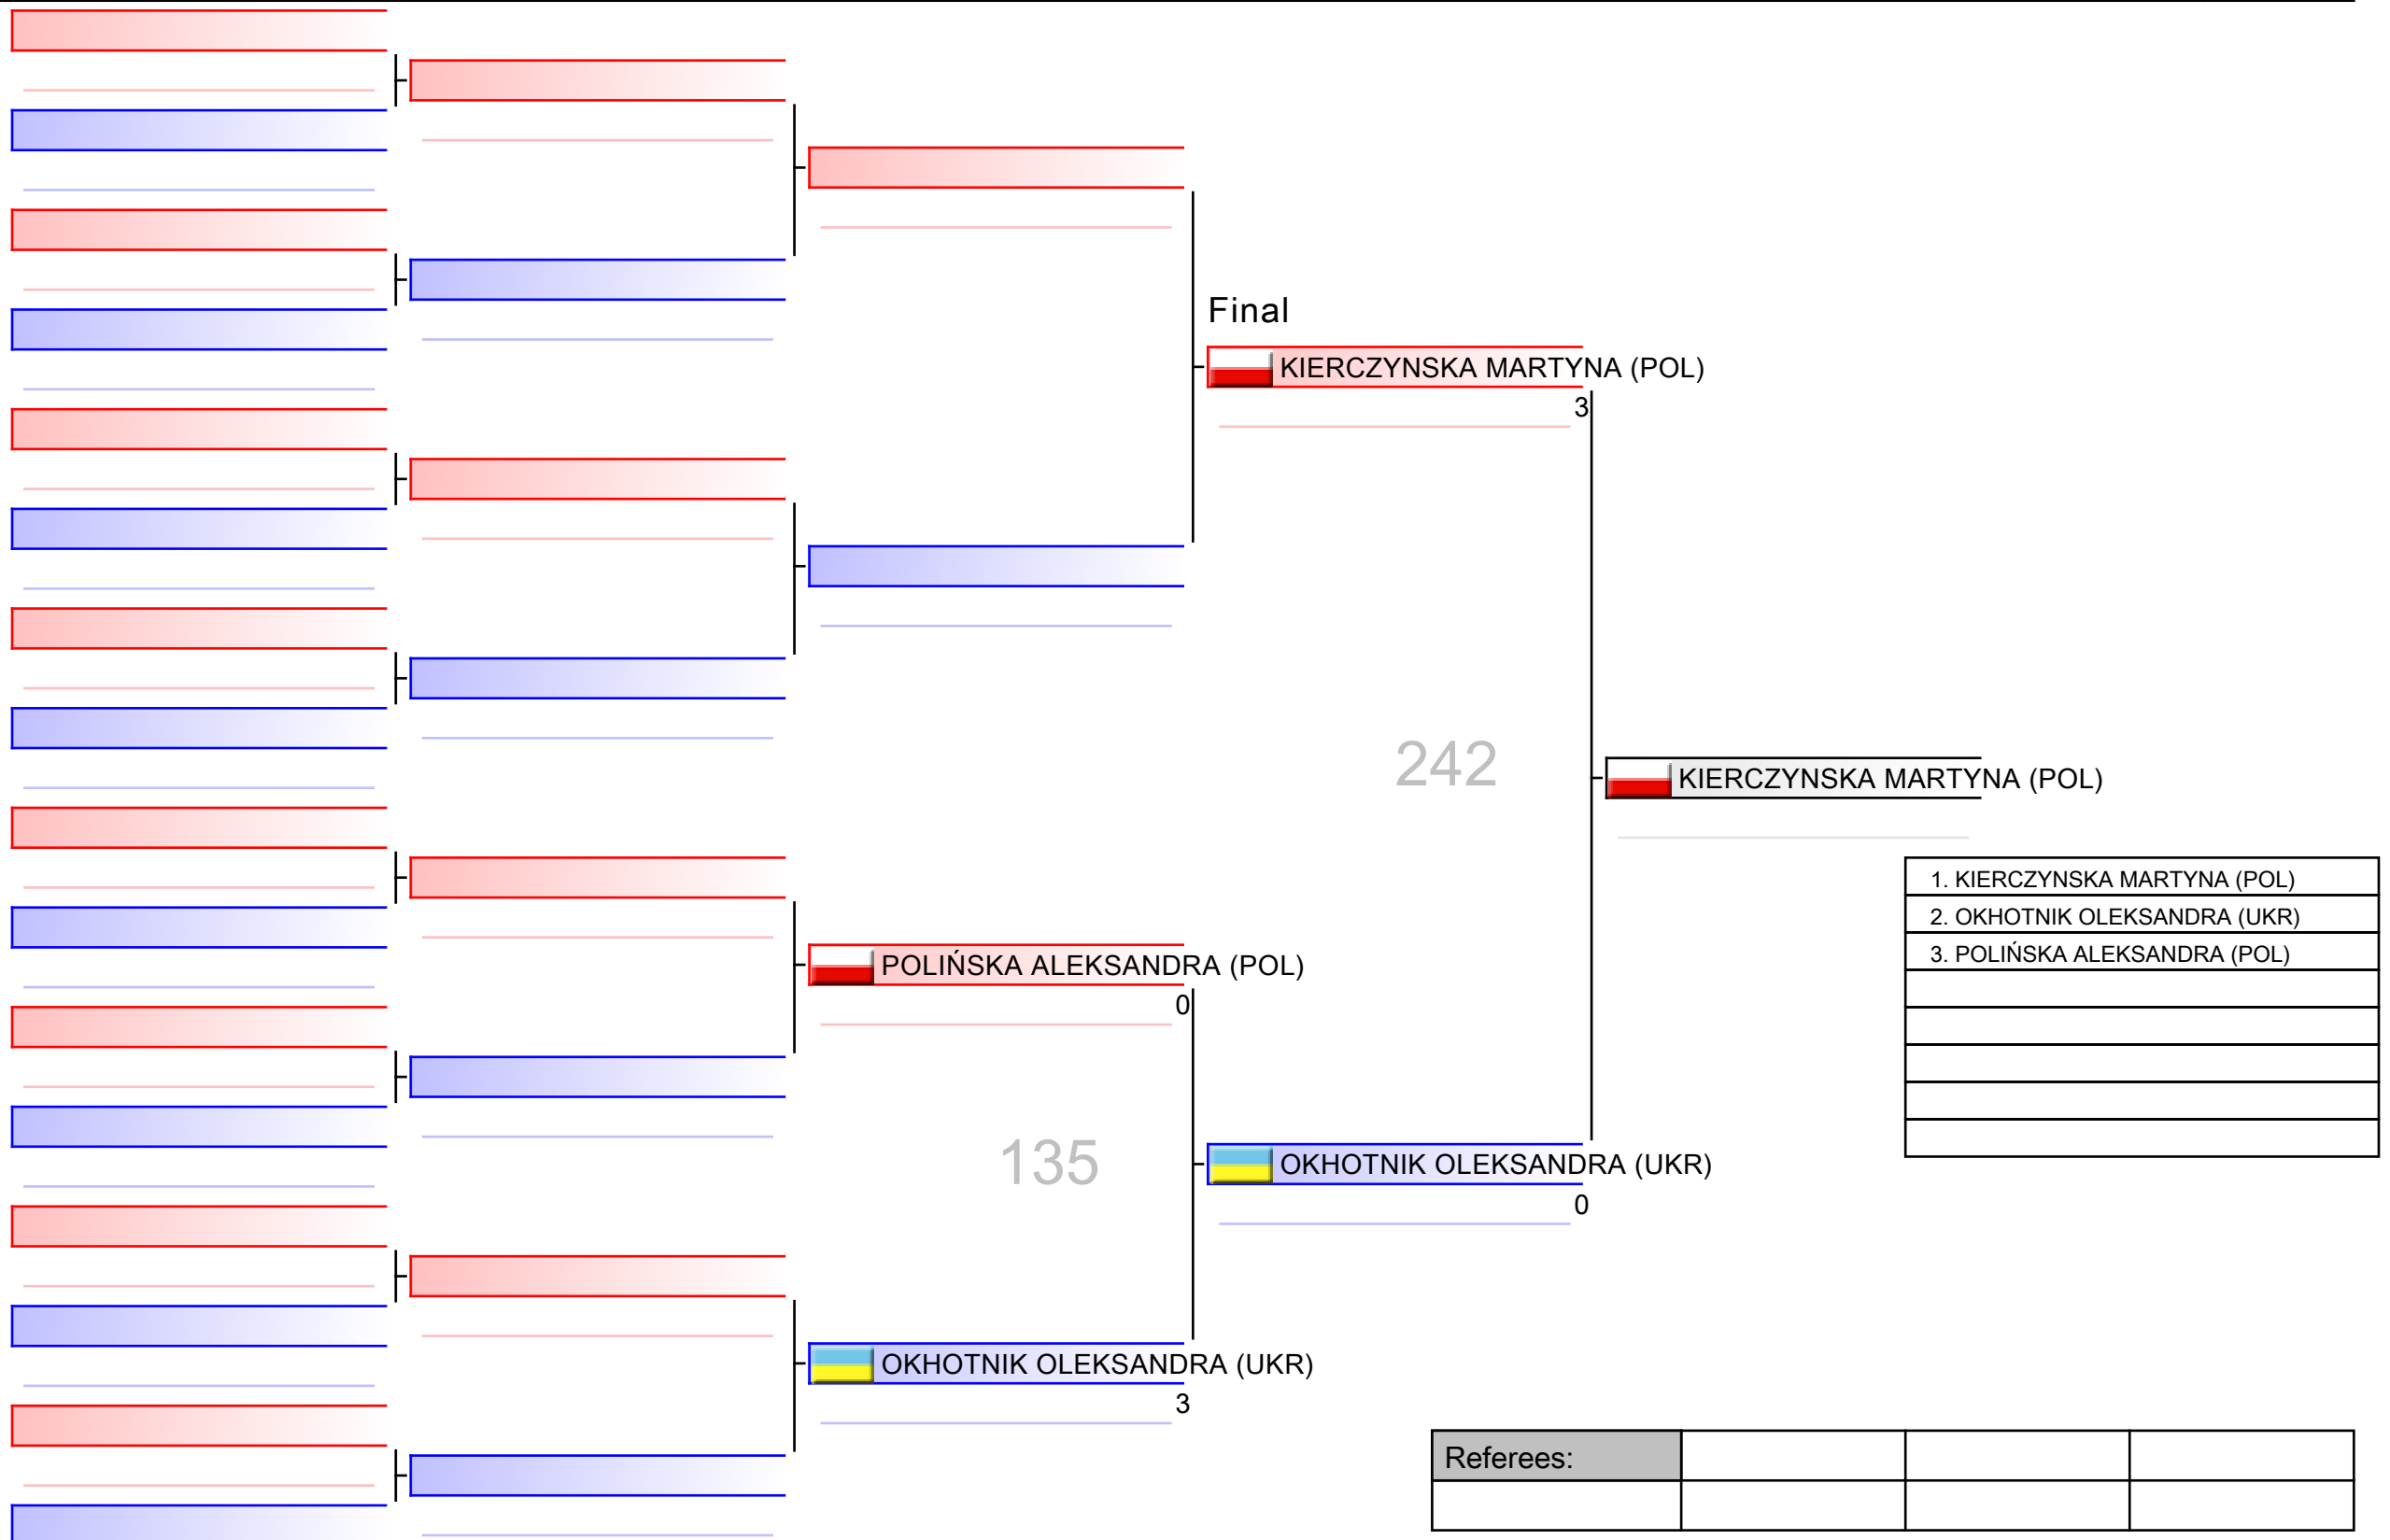 Final
KIERCZYNSKA MARTYNA (POL)
3
242
KIERCZYNSKA MARTYNA (POL)
1. KIERCZYNSKA MARTYNA (POL)
2. OKHOTNIK OLEKSANDRA (UKR)
3. POLIŃSKA ALEKSANDRA (POL)
POLIŃSKA ALEKSANDRA (POL)
0
135
OKHOTNIK OLEKSANDRA (UKR)
0
OKHOTNIK OLEKSANDRA (UKR)
3
Referees: